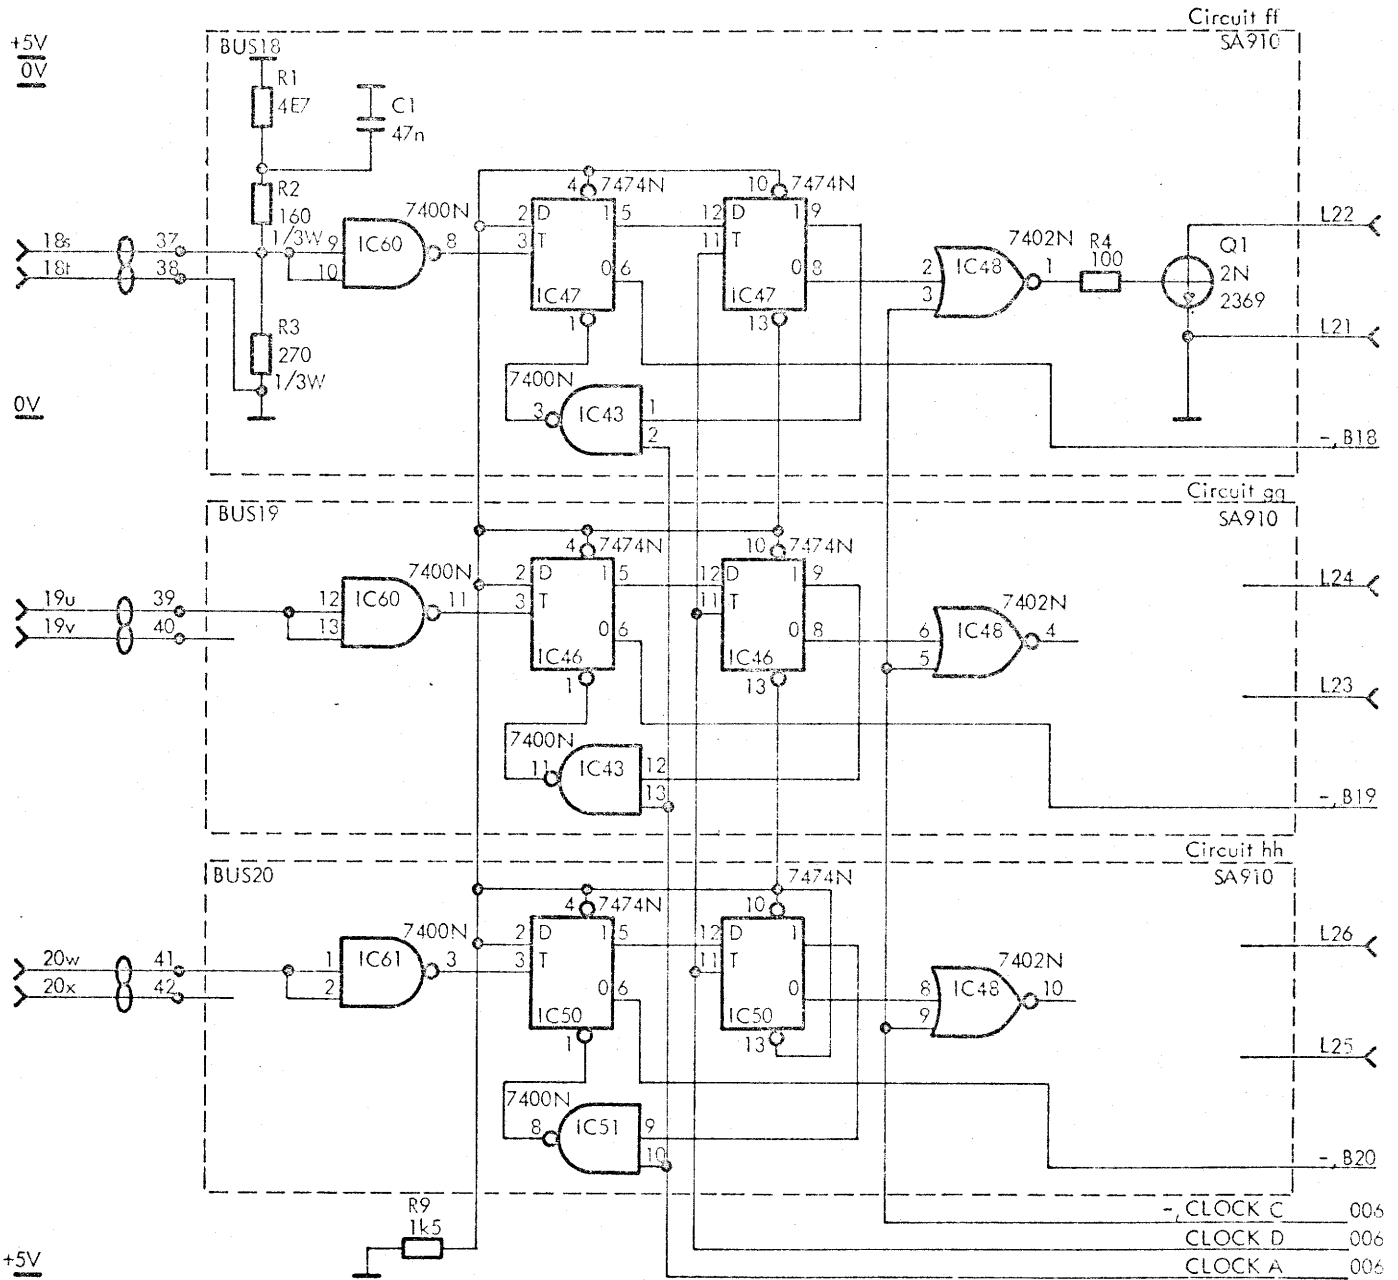 Circuit ff
+5V
0V
BUS18
SA910
R1
4E7
C1
47n
R2
160
1/3W
18s 37
18t 38
7400N
9
10
IC60
8
4 7474N
2 D 1 5
3 T
0 6
IC47
1
10 7474N
12 D 1 9
11 T
0 8
IC47
13
7402N
2
3
IC48
1
R4
100
Q1
2N
2369
L22
L21
R3
270
1/3W
0V
7400N
3 IC43 1
2
-,B18
Circuit gg
BUS19
SA910
19u 39
19v 40
7400N
12
13
IC60
11
4 7474N
2 D 1 5
3 T
0 6
IC46
1
10 7474N
12 D 1 9
11 T
0 8
IC46
13
7402N
6
5
IC48
4
L24
L23
7400N
11 IC43 12
13
-,B19
Circuit hh
BUS20
SA910
20w 41
20x 42
7400N
1
2
IC61
3
4 7474N
2 D 1 5
3 T
0 6
IC50
1
7474N
10
12 D 1
11 T
0
IC50
13
7402N
8
9
IC48
10
L26
L25
7400N
8 IC51 9
10
-,B20
R9
1k5
-,CLOCK C 006
CLOCK D 006
CLOCK A 006
+5V